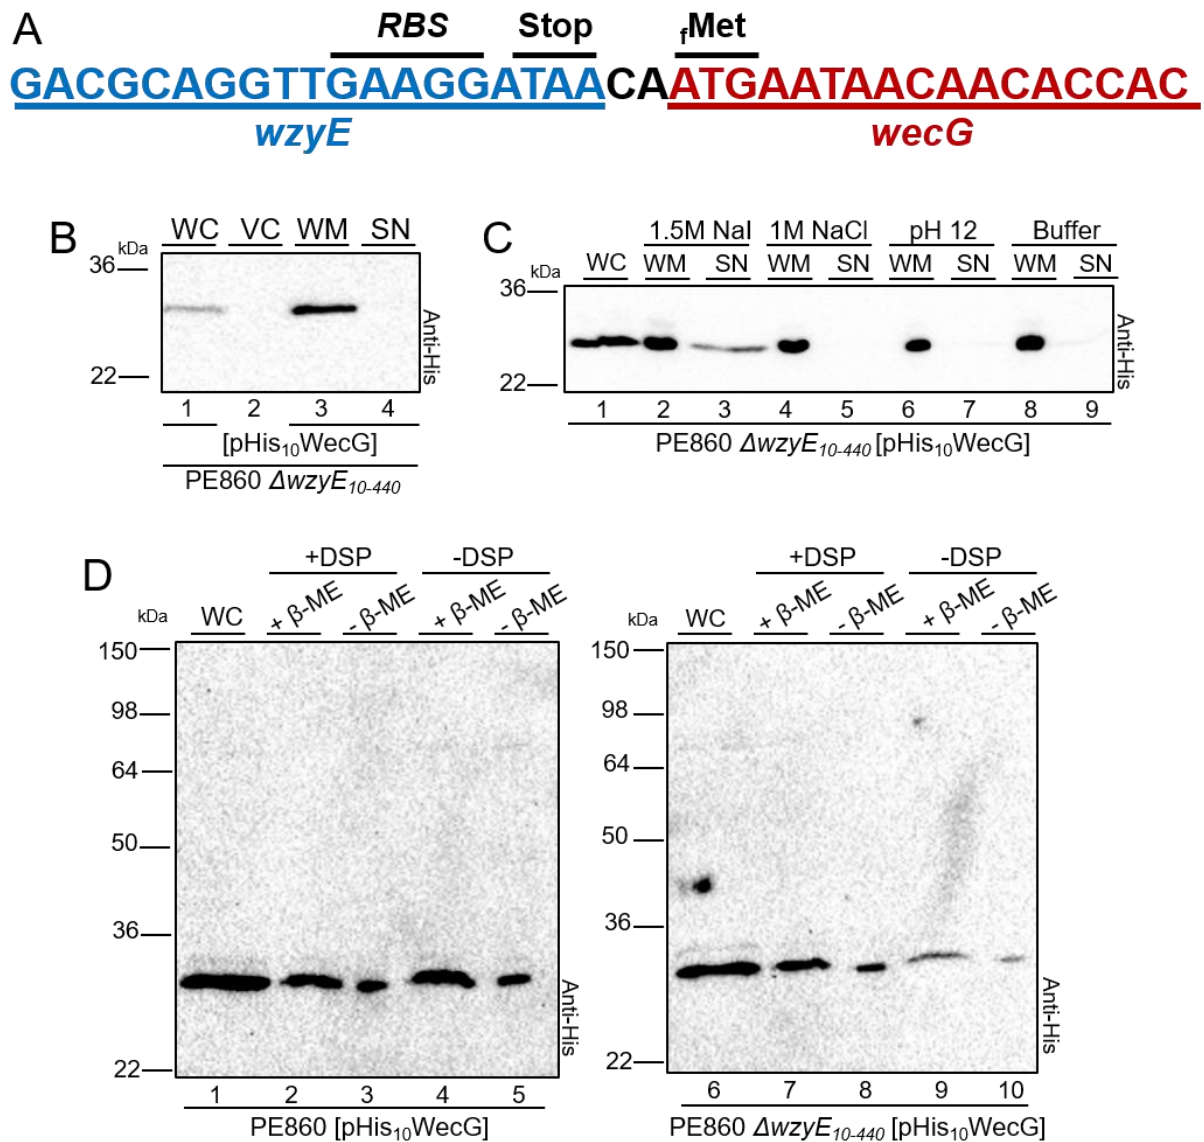 A
RBS Stop fMet
GACGCAGGTTGAAGGATAACAATGAATAACAACACCAC
wzyE wecG
B
WC VC WM SN
kDa
36
22
Anti-His
1 2 3 4
[pHis10WecG]
PE860 ΔwzyE10-440
C
1.5M NaI 1M NaCl pH 12 Buffer
kDa WC WM SN WM SN WM SN WM SN
36
22
Anti-His
1 2 3 4 5 6 7 8 9
PE860 ΔwzyE10-440 [pHis10WecG]
D
+DSP -DSP
kDa WC + β-ME - β-ME + β-ME - β-ME
150
98
64
50
36
22
Anti-His
1 2 3 4 5
PE860 [pHis10WecG]
+DSP -DSP
kDa WC + β-ME - β-ME + β-ME - β-ME
150
98
64
50
36
22
Anti-His
6 7 8 9 10
PE860 ΔwzyE10-440 [pHis10WecG]